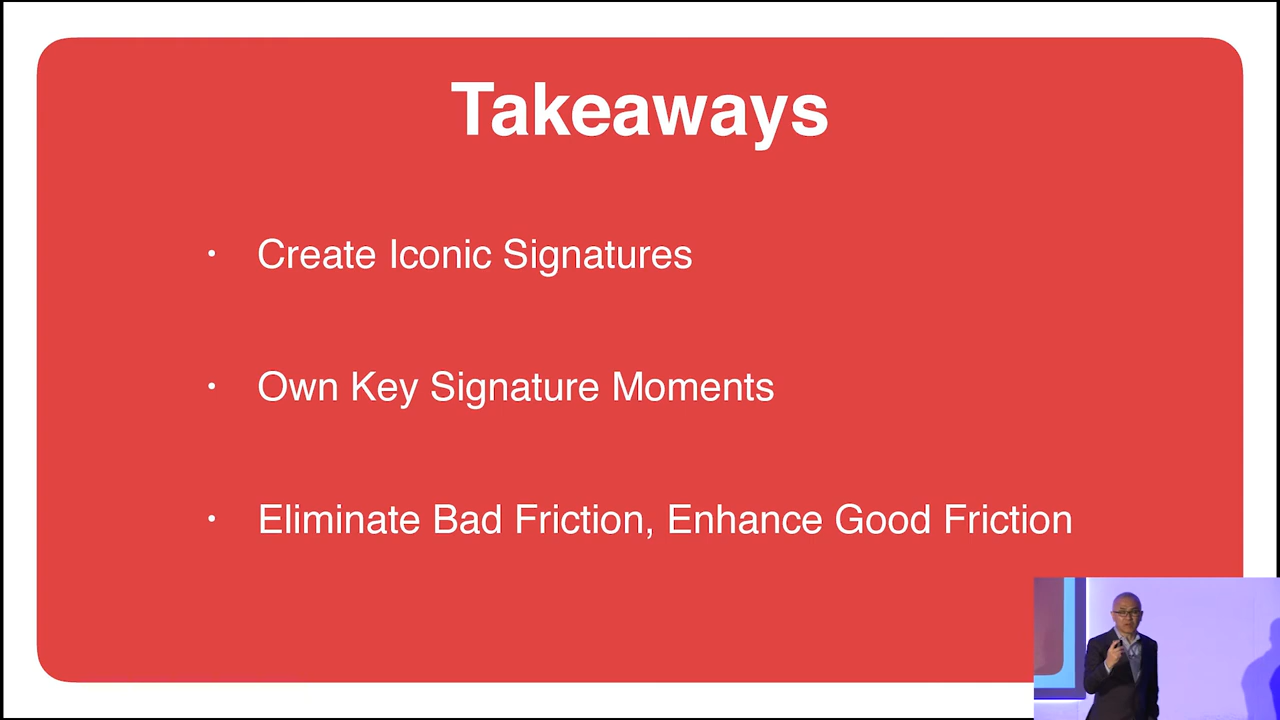 Takeaways
· Create Iconic Signatures
· Own Key Signature Moments
· Eliminate Bad Friction, Enhance Good Friction